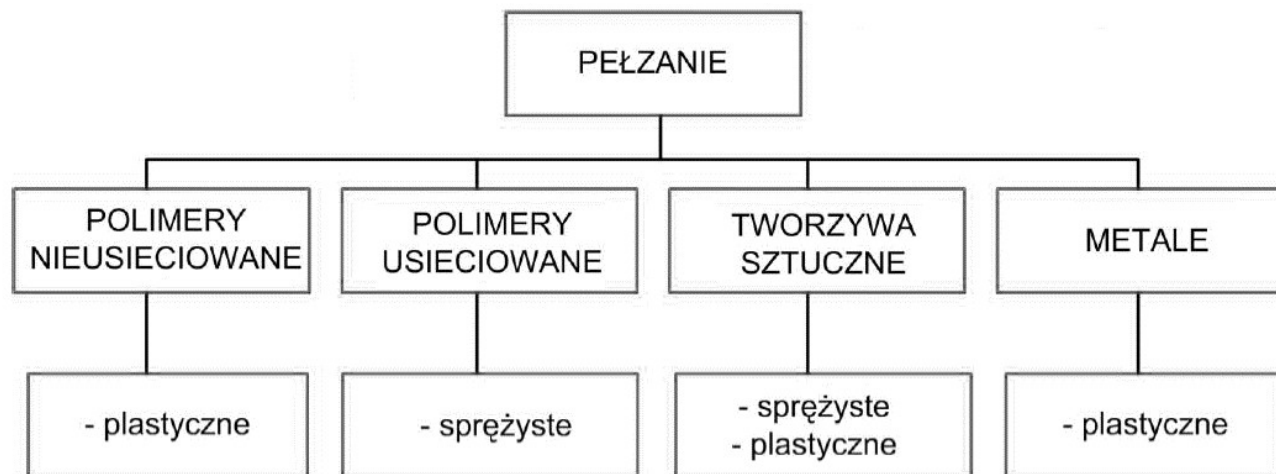 PEŁZANIE
POLIMERY
NIEUSIECIOWANE
POLIMERY
USIECIOWANE
TWORZYWA
SZTUCZNE
METALE
- plastyczne
- sprężyste
- sprężyste
- plastyczne
- plastyczne